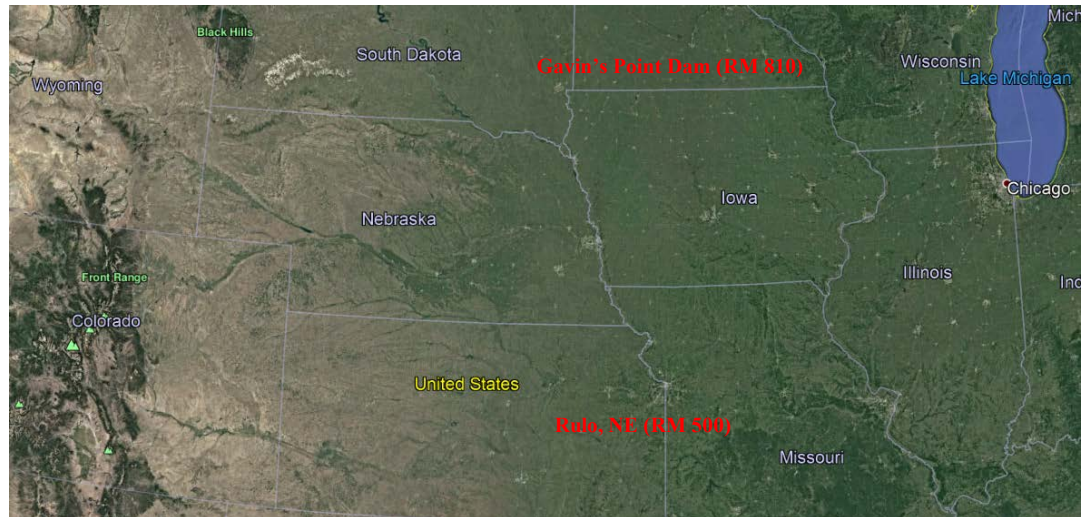 Black Hills
South Dakota
Mich
Wisconsin
Gavin's Point Dam (RM 810)
Lake Michigan
Wyoming
Chicago
Iowa
Nebraska
Illinois
Front Range
Ind
Colorado
United States
Rulo, NE (RM 500)
Missouri